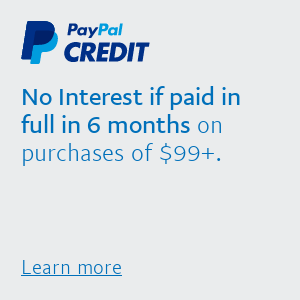 PayPal
CREDIT
No Interest if paid in
full in 6 months on
purchases of $99+.
Learn more